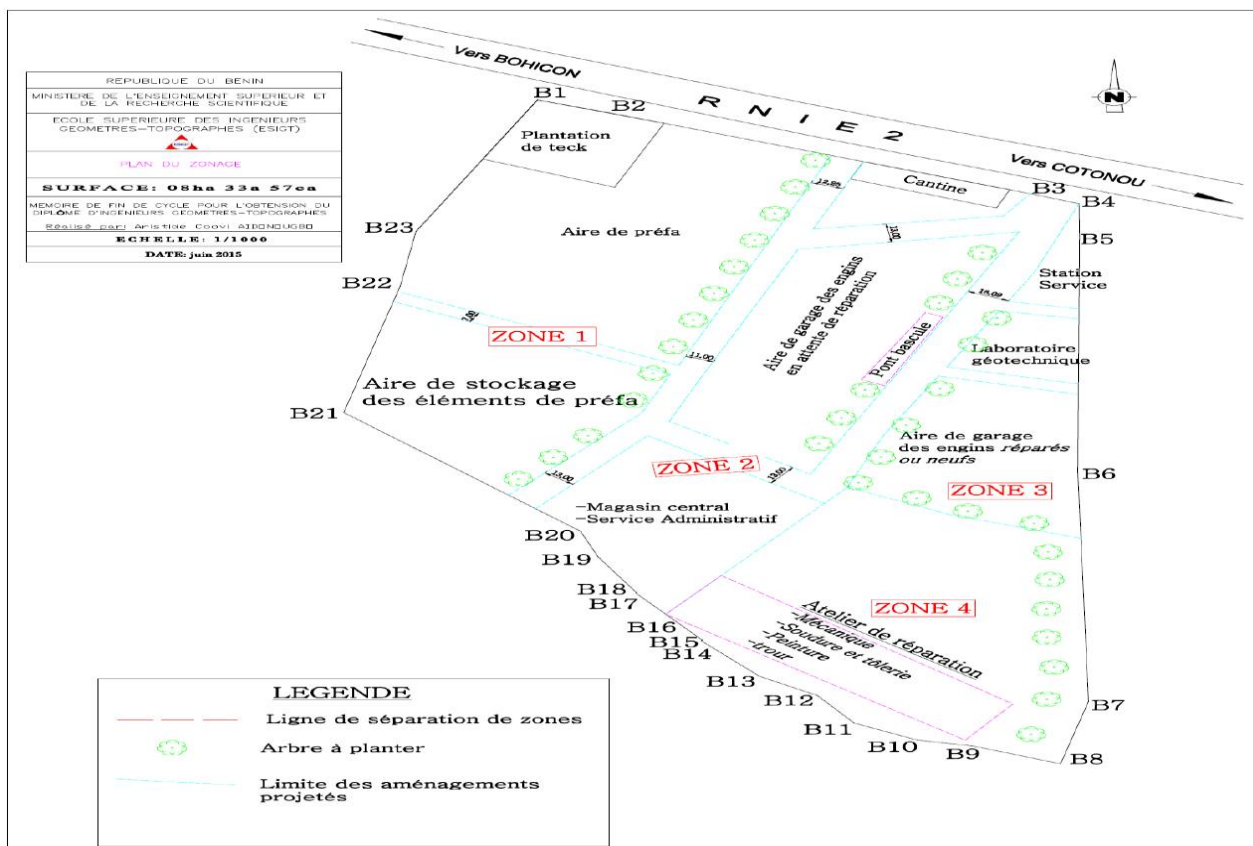 REPUBLIQUE DU BENIN
MINISTERE DE L'ENSEIGNEMENT SUPERIEUR ET
DE LA RECHERCHE SCIENTIFIQUE
ECOLE SUPERIEURE DES INGENIEURS
GEOMETRES-TOPOGRAPHES (ESIGT)
PLAN DU ZONAGE
SURFACE: 08ha 33a 57ca
MEMOIRE DE FIN DE CYCLE POUR L'OBTENSION DU
DIPLÔME D'INGENIEURS GEOMETRES-TOPOGRAPHES
Réalisé par: Aristide Coovi AIDONOUGBO
ECHELLE: 1/1000
DATE: juin 2015
Vers BOHICON
R N I E 2
Vers COTONOU
N
B1
B2
B3
B4
B5
Plantation
de teck
Cantine
B23
Aire de préfa
B22
Station
Service
ZONE 1
Aire de garage des engins
en attente de réparation
Pont bascule
Laboratoire
géotechnique
11.00
13.00
13.00
Aire de stockage
des éléments de préfa
B21
Aire de garage
des engins réparés
ou neufs
ZONE 2
B6
ZONE 3
-Magasin central
-Service Administratif
B20
B19
B18
B17
B16
B15
B14
B13
B12
B11
B10
B9
B8
B7
ZONE 4
Atelier de réparation
-Mécanique
-Soudure et tôlerie
-Peinture
-trour
LEGENDE
Ligne de séparation de zones
Arbre à planter
Limite des aménagements
projetés